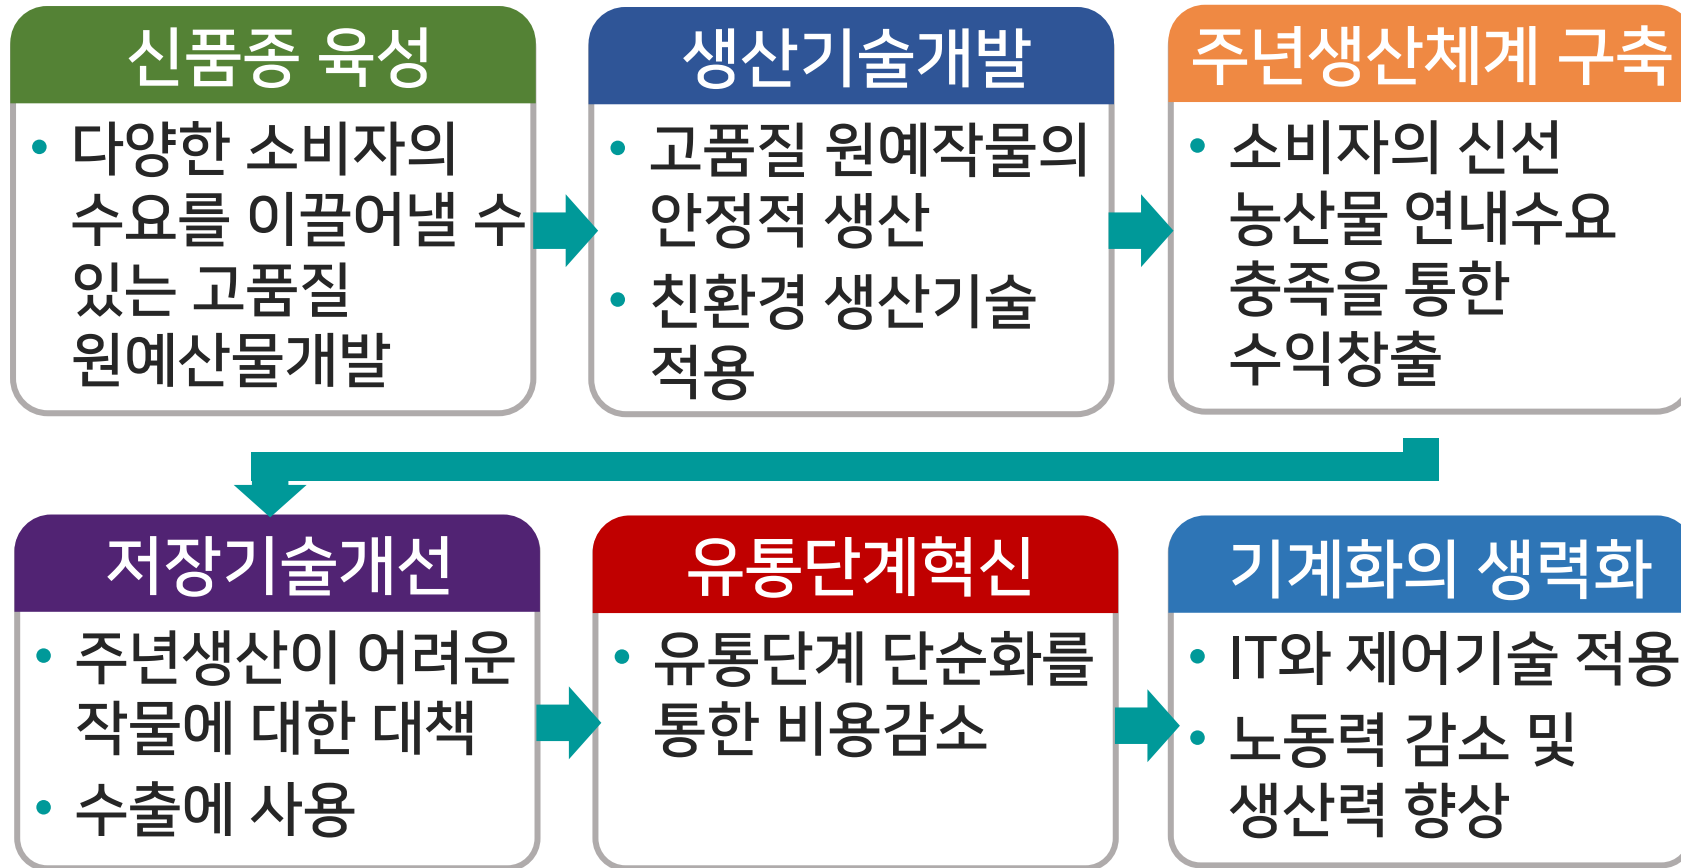 신품종 육성
• 다양한 소비자의
수요를 이끌어낼 수
있는 고품질
원예산물개발
생산기술개발
• 고품질 원예작물의
안정적 생산
• 친환경 생산기술
적용
주년생산체계 구축
• 소비자의 신선
농산물 연내수요
충족을 통한
수익창출
저장기술개선
• 주년생산이 어려운
작물에 대한 대책
• 수출에 사용
유통단계혁신
• 유통단계 단순화를
통한 비용감소
기계화의 생력화
• IT와 제어기술 적용
• 노동력 감소 및
생산력 향상